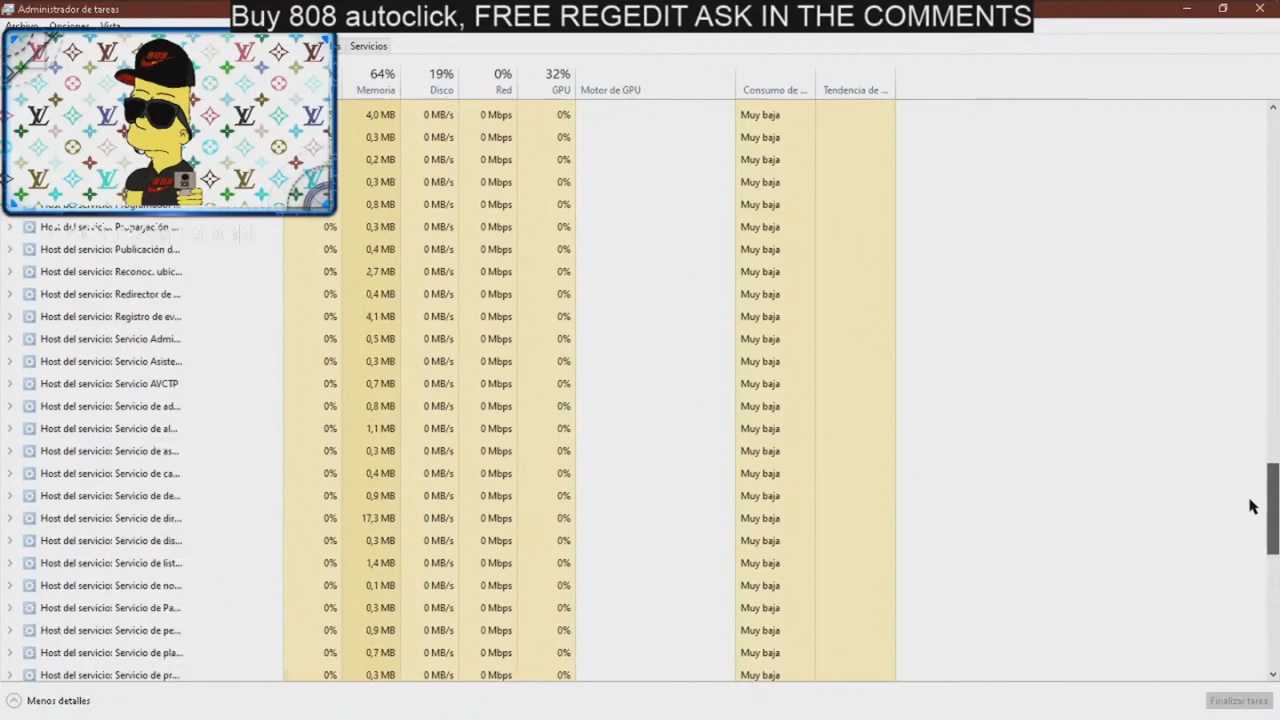 Administrador de tareas
Buy 808 autoclic, FREE REGEDIT ASK IN THE COMMENTS
Archivo Opciones Vista
Servicios
64% 19% 0% 32%
Memoria Disco Red GPU Motor de GPU Consumo de ... Tendencia de ...
4,0 MB 0 MB/s 0 Mbps 0% Muy baja
0,3 MB 0 MB/s 0 Mbps 0% Muy baja
0,2 MB 0 MB/s 0 Mbps 0% Muy baja
0,3 MB 0 MB/s 0 Mbps 0% Muy baja
0,8 MB 0 MB/s 0 Mbps 0% Muy baja
Host del servicio: Propagación ... 0% 0,3 MB 0 MB/s 0 Mbps 0% Muy baja
Host del servicio: Publicación d... 0% 0,4 MB 0 MB/s 0 Mbps 0% Muy baja
Host del servicio: Reconoc. ubic... 0% 2,7 MB 0 MB/s 0 Mbps 0% Muy baja
Host del servicio: Redirector de ... 0% 0,4 MB 0 MB/s 0 Mbps 0% Muy baja
Host del servicio: Registro de ev... 0% 4,1 MB 0 MB/s 0 Mbps 0% Muy baja
Host del servicio: Servicio Admi... 0% 0,5 MB 0 MB/s 0 Mbps 0% Muy baja
Host del servicio: Servicio Asiste... 0% 0,3 MB 0 MB/s 0 Mbps 0% Muy baja
Host del servicio: Servicio AVCTP 0% 0,7 MB 0 MB/s 0 Mbps 0% Muy baja
Host del servicio: Servicio de ad... 0% 0,8 MB 0 MB/s 0 Mbps 0% Muy baja
Host del servicio: Servicio de al... 0% 1,1 MB 0 MB/s 0 Mbps 0% Muy baja
Host del servicio: Servicio de as... 0% 0,3 MB 0 MB/s 0 Mbps 0% Muy baja
Host del servicio: Servicio de ca... 0% 0,4 MB 0 MB/s 0 Mbps 0% Muy baja
Host del servicio: Servicio de de... 0% 0,9 MB 0 MB/s 0 Mbps 0% Muy baja
Host del servicio: Servicio de dir... 0% 17,3 MB 0 MB/s 0 Mbps 0% Muy baja
Host del servicio: Servicio de dis... 0% 0,3 MB 0 MB/s 0 Mbps 0% Muy baja
Host del servicio: Servicio de list... 0% 1,4 MB 0 MB/s 0 Mbps 0% Muy baja
Host del servicio: Servicio de no... 0% 0,1 MB 0 MB/s 0 Mbps 0% Muy baja
Host del servicio: Servicio de Pa... 0% 0,3 MB 0 MB/s 0 Mbps 0% Muy baja
Host del servicio: Servicio de pe... 0% 0,9 MB 0 MB/s 0 Mbps 0% Muy baja
Host del servicio: Servicio de pla... 0% 0,7 MB 0 MB/s 0 Mbps 0% Muy baja
Host del servicio: Servicio de pr... 0% 0,3 MB 0 MB/s 0 Mbps 0% Muy baja
Menos detalles
Finalizar tarea